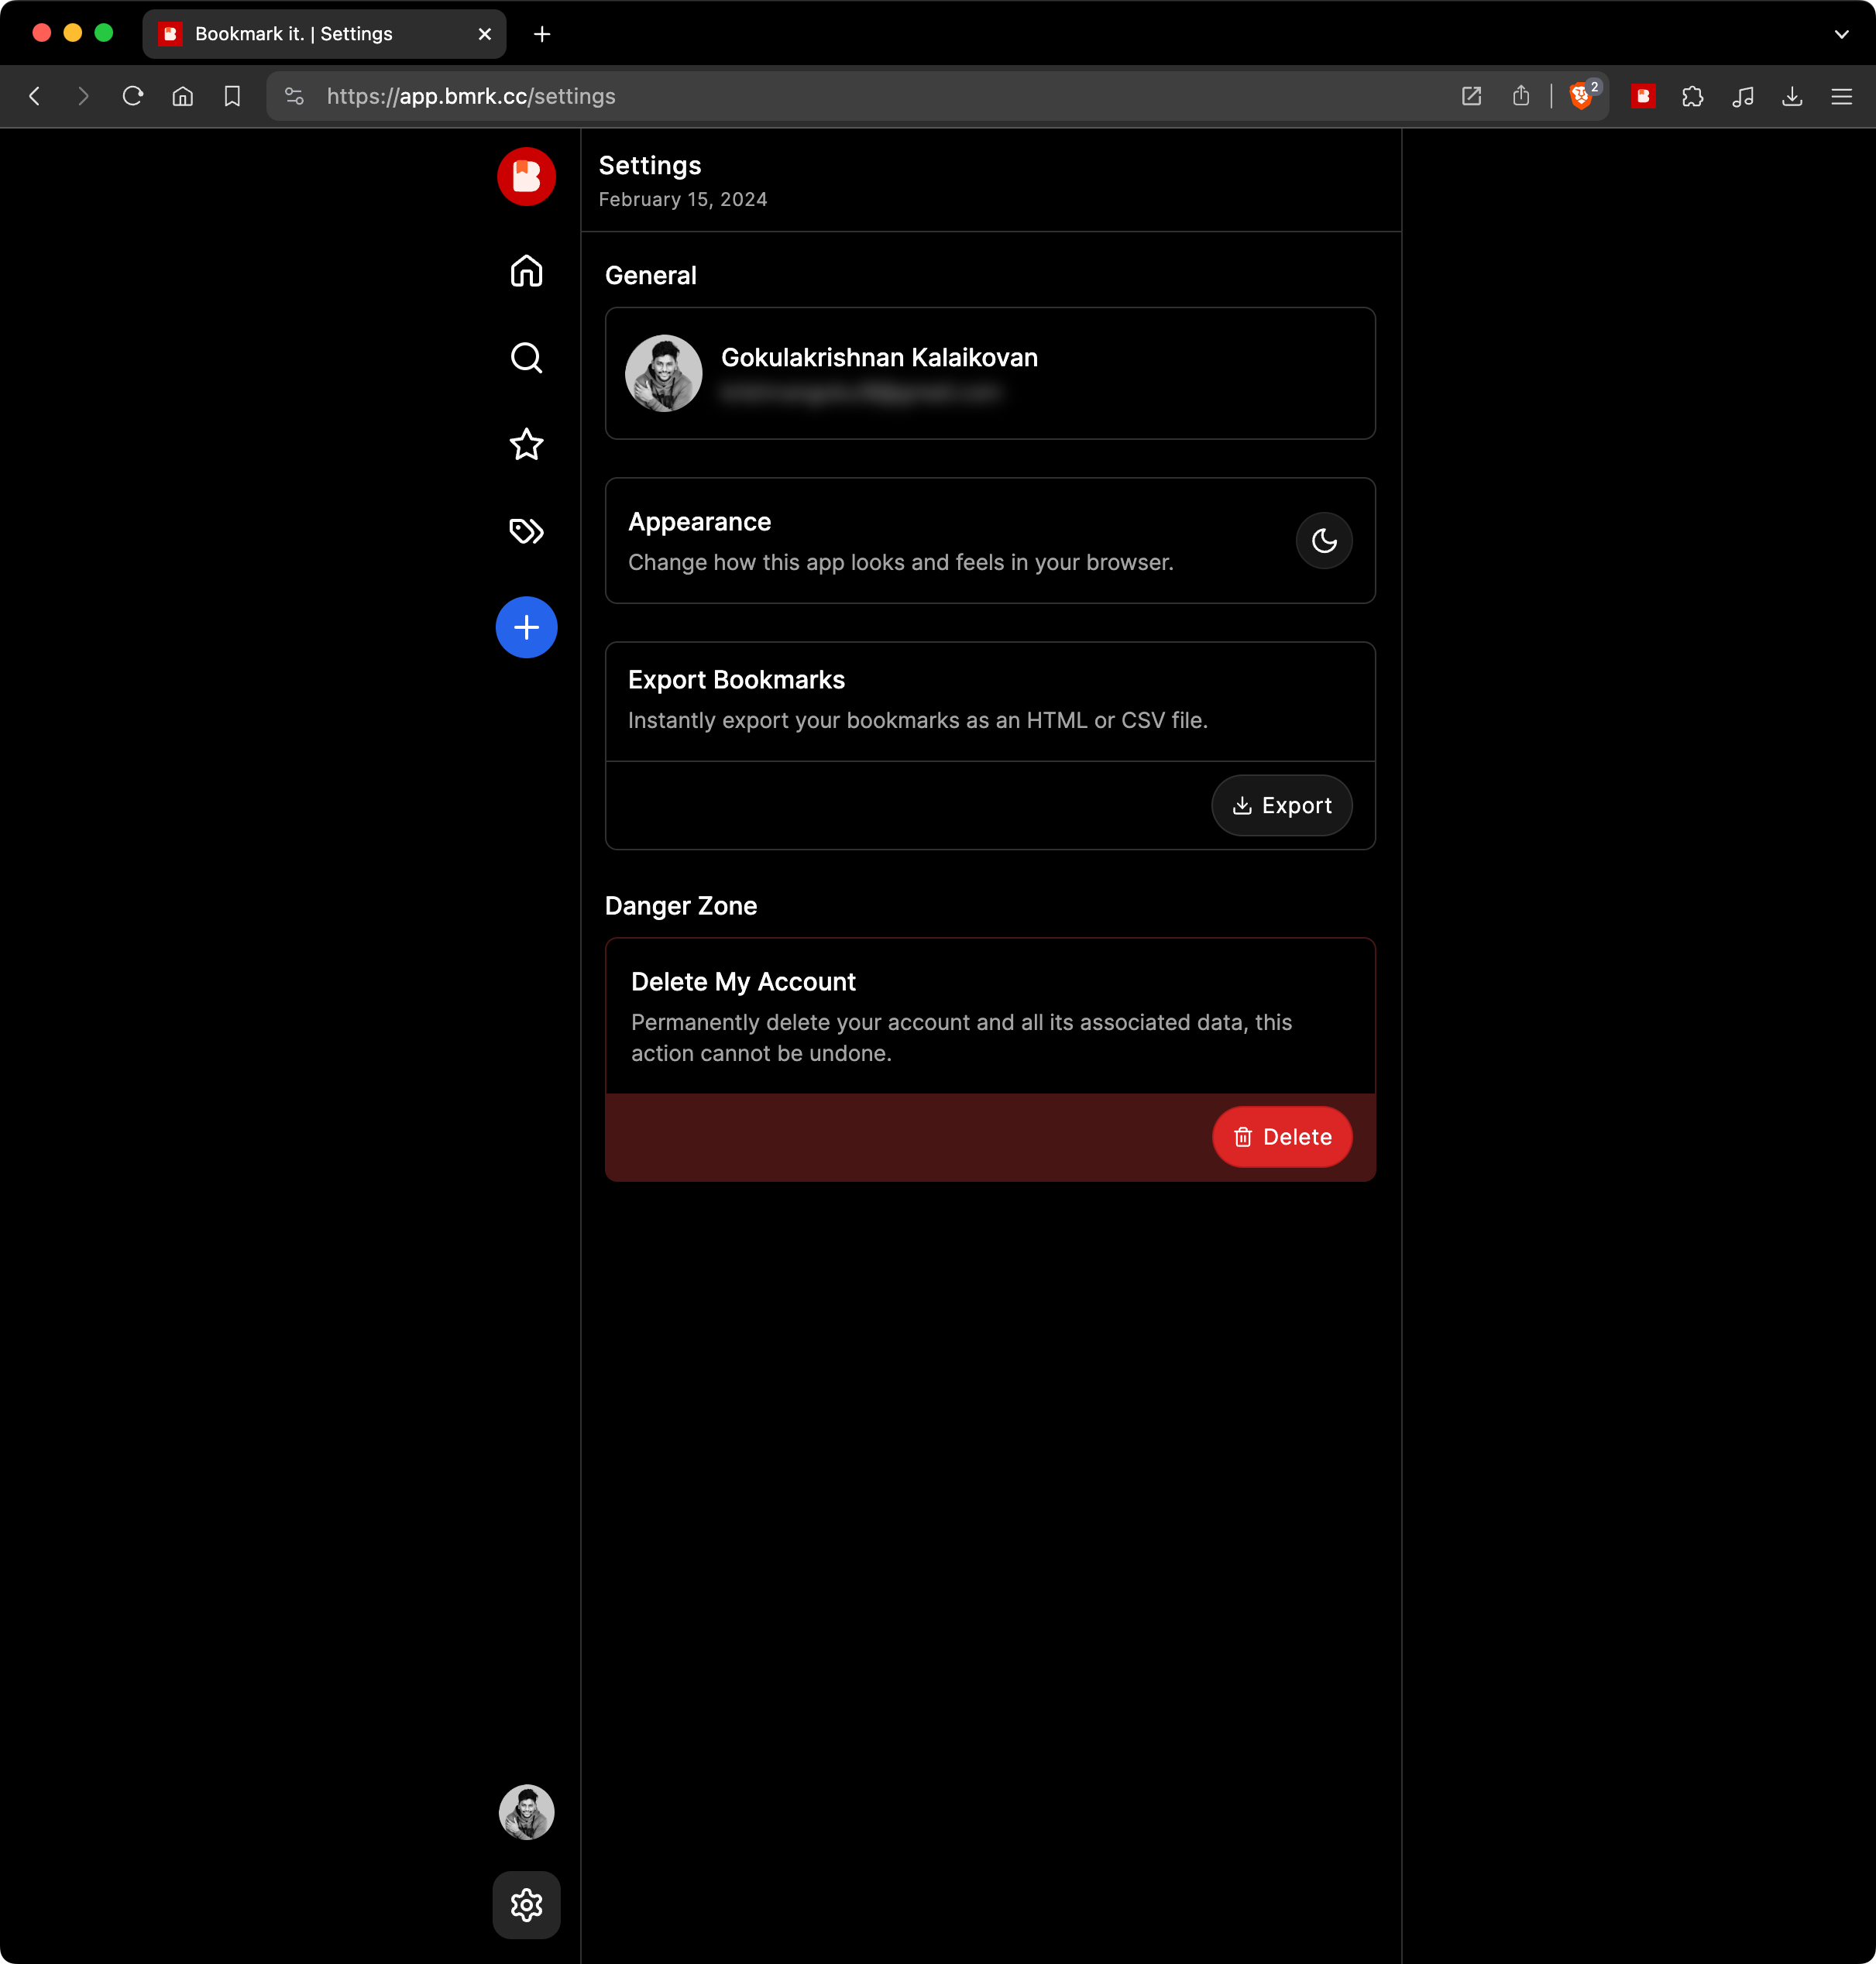 Bookmark it. | Settings
https://app.bmrk.cc/settings
2
Settings
February 15, 2024
General
Gokulakrishnan Kalaikovan
Appearance
Change how this app looks and feels in your browser.
Export Bookmarks
Instantly export your bookmarks as an HTML or CSV file.
Export
Danger Zone
Delete My Account
Permanently delete your account and all its associated data, this
action cannot be undone.
Delete